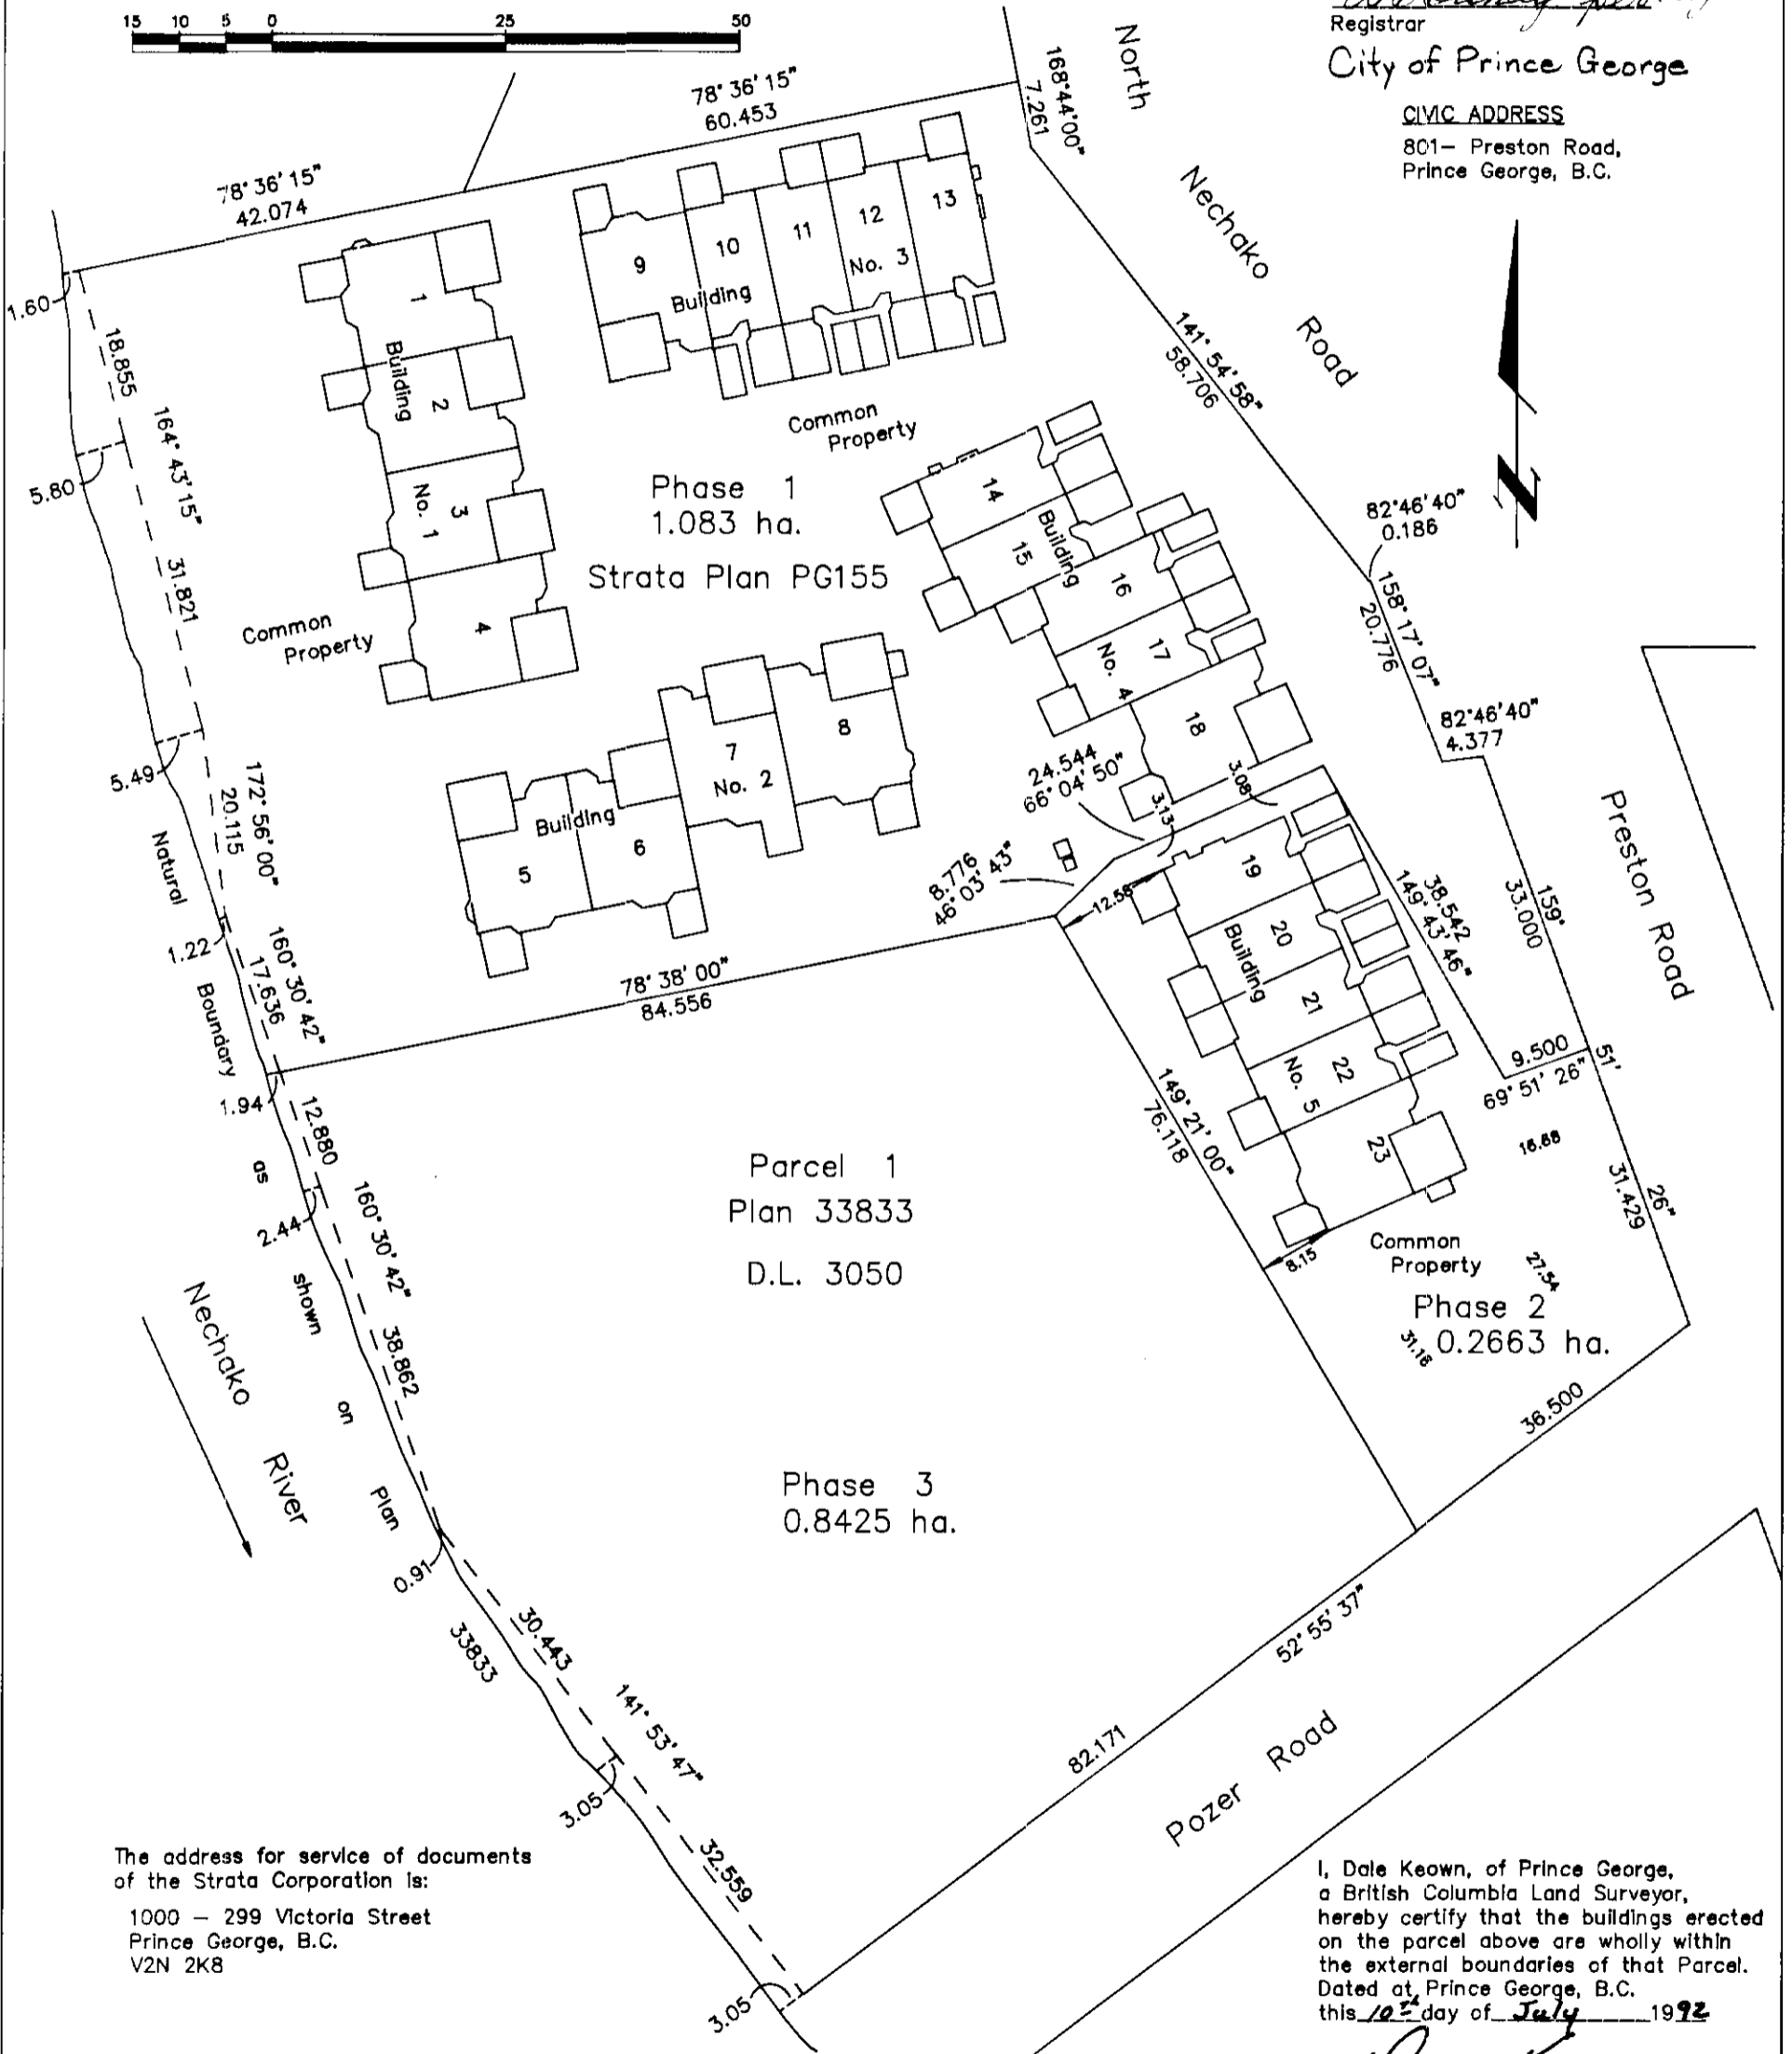 15 10 5 0 25 50
Registrar
City of Prince George
CIVIC ADDRESS
801- Preston Road,
Prince George, B.C.
78° 36' 15"
60.453
78° 36' 15"
42.074
168°44'00"
7.261
North
Nechako
Road
141° 54' 58"
58.706
82°46'40"
0.186
158° 17' 07"
20.776
82°46'40"
4.377
Preston Road
159°
33.000
51'
26"
31.429
9.500
69° 51' 26"
16.68
27.54
31.18
1.60
18.855
164° 43' 15"
5.80
31.821
5.49
172° 56' 00"
20.115
1.22
160° 30' 42"
17.636
1.94
12.880
2.44
160° 30' 42"
38.862
0.91
30.443
141° 53' 47"
3.05
32.559
3.05
Natural
Boundary
as
shown
on
Plan
33833
Nechako
River
1
2
3
4
Building
No. 1
9
10
11
12
13
Building
No. 3
Common
Property
Phase 1
1.083 ha.
Strata Plan PG155
Common
Property
14
15
16
17
18
Building
No. 4
5
6
7
8
Building
No. 2
24.544
66° 04' 50"
8.776
46° 03' 43"
3.13
3.08
12.58
38.542
149° 43' 46"
19
20
21
22
23
Building
No. 5
78° 38' 00"
84.556
149° 21' 00"
76.118
8.15
Common
Property
Phase 2
0.2663 ha.
Parcel 1
Plan 33833
D.L. 3050
Phase 3
0.8425 ha.
36.500
52° 55' 37"
82.171
Pozer Road
The address for service of documents
of the Strata Corporation is:
1000 - 299 Victoria Street
Prince George, B.C.
V2N 2K8
I, Dale Keown, of Prince George,
a British Columbia Land Surveyor,
hereby certify that the buildings erected
on the parcel above are wholly within
the external boundaries of that Parcel.
Dated at Prince George, B.C.
this 10th day of July 1992